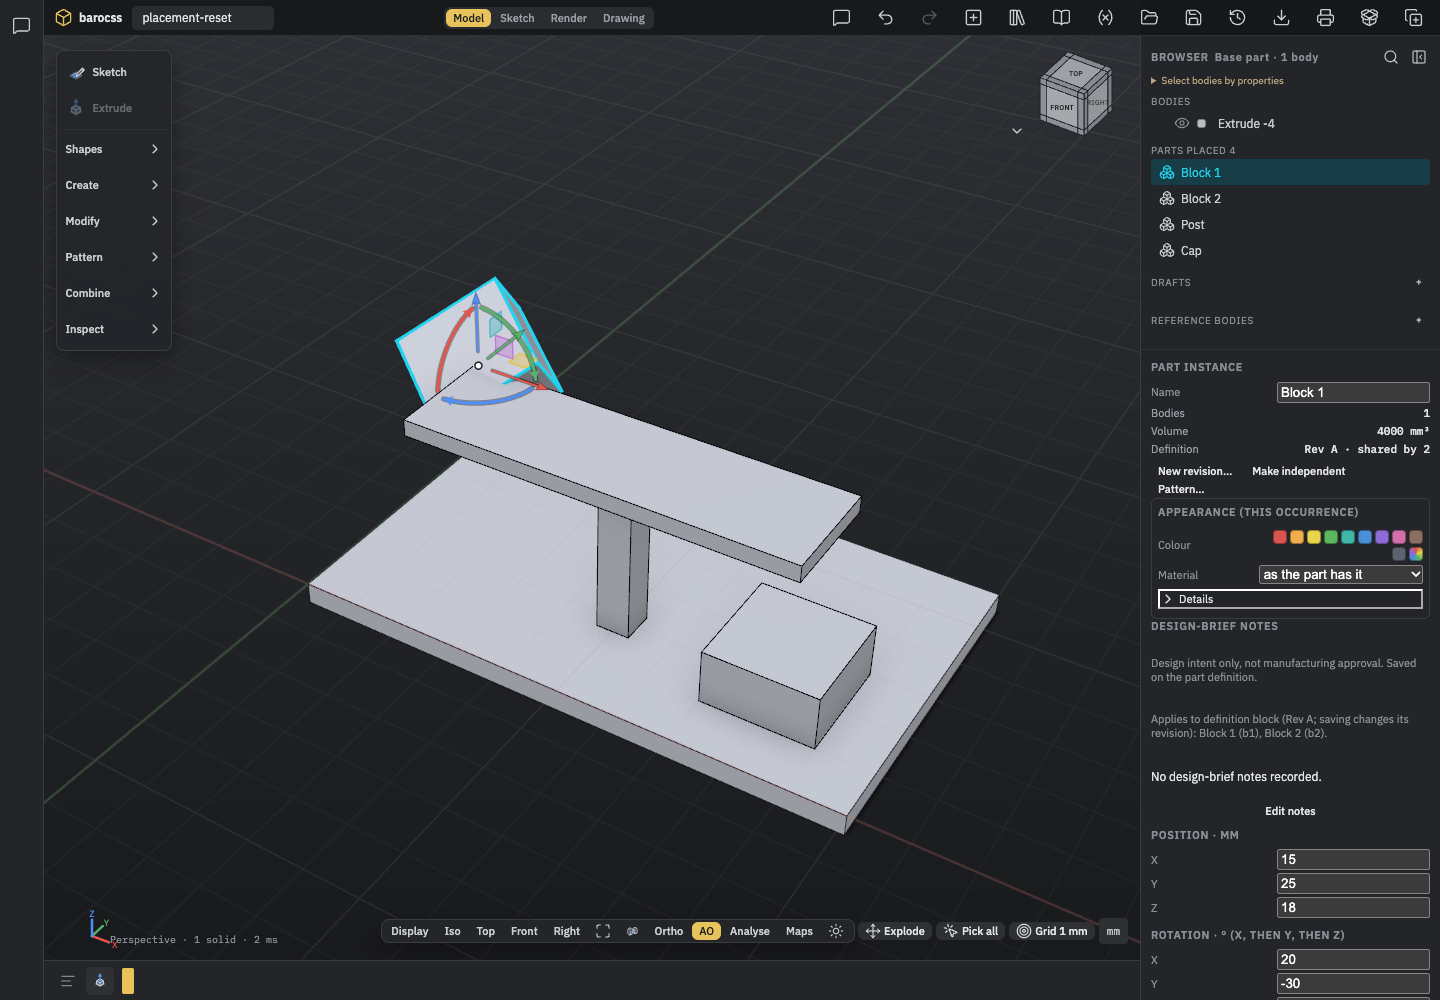 barocss
placement-reset
Model
Sketch
Render
Drawing
Sketch
Extrude
Shapes
Create
Modify
Pattern
Combine
Inspect
TOP
FRONT
RIGHT
BROWSER Base part · 1 body
Select bodies by properties
BODIES
Extrude -4
PARTS PLACED 4
Block 1
Block 2
Post
Cap
DRAFTS +
REFERENCE BODIES +
PART INSTANCE
Name Block 1
Bodies 1
Volume 4000 mm³
Definition Rev A · shared by 2
New revision... Make independent
Pattern...
APPEARANCE (THIS OCCURRENCE)
Colour
Material as the part has it
Details
DESIGN-BRIEF NOTES
Design intent only, not manufacturing approval. Saved
on the part definition.
Applies to definition block (Rev A; saving changes its
revision): Block 1 (b1), Block 2 (b2).
No design-brief notes recorded.
Edit notes
POSITION · MM
X 15
Y 25
Z 18
ROTATION · ° (X, THEN Y, THEN Z)
X 20
Y -30
Z
Y
X
Perspective · 1 solid · 2 ms
Display Iso Top Front Right Ortho AO Analyse Maps
Explode
Pick all
Grid 1 mm
mm